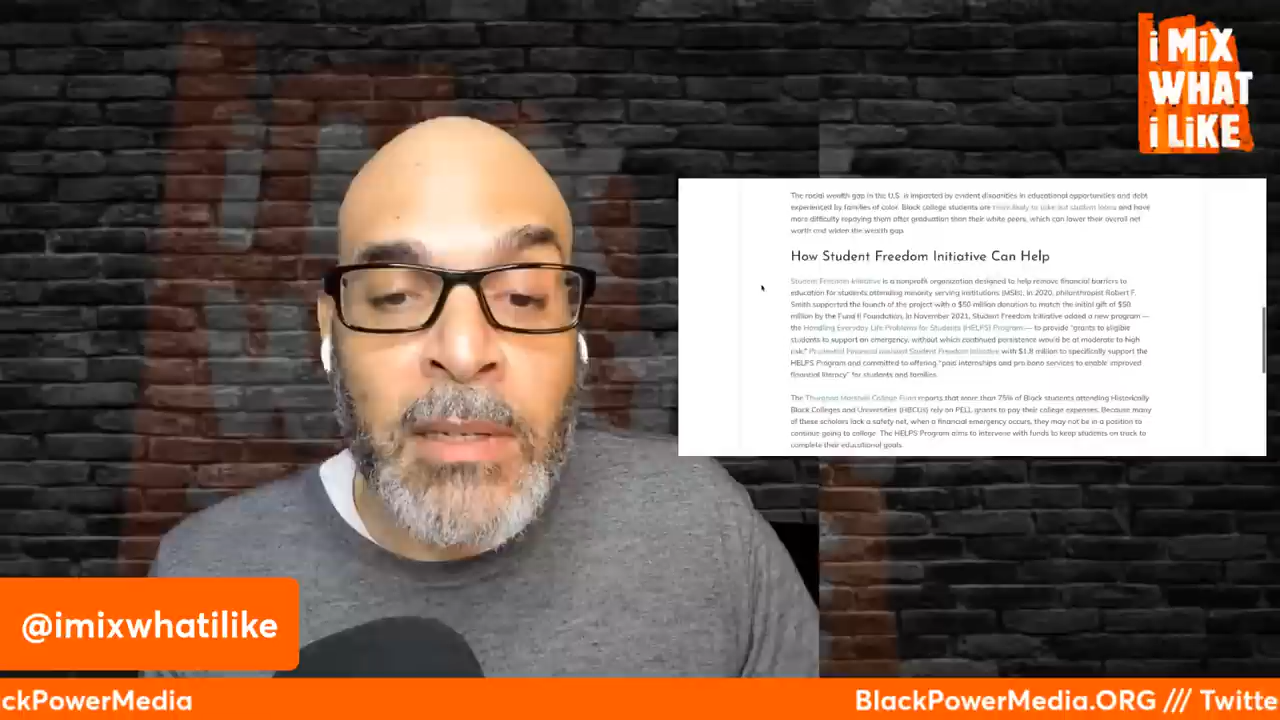 i MiX
WHAT
i LiKE
The racial wealth gap in the U.S. is impacted by evident disparities in educational opportunities and debt
experienced by families of color. Black college students are more likely to take out student loans and have
more difficulty repaying them after graduation than their white peers, which can lower their overall net
worth and widen the wealth gap.
How Student Freedom Initiative Can Help
Student Freedom Initiative is a nonprofit organization designed to help remove financial barriers to
education for students attending minority serving institutions (MSIs). In 2020, philanthropist Robert F.
Smith supported the launch of the project with a $50 million donation to match the initial gift of $50
million by the Fund II Foundation. In November 2021, Student Freedom Initiative added a new program —
the Handling Everyday Life Problems for Students (HELPS) Program — to provide "grants to eligible
students to support an emergency, without which continued persistence would be at moderate to high
risk." Prudential Financial assisted Student Freedom Initiative with $1.8 million to specifically support the
HELPS Program and committed to offering "paid internships and pro bono services to enable improved
financial literacy" for students and families.
The Thurgood Marshall College Fund reports that more than 75% of Black students attending Historically
Black Colleges and Universities (HBCUs) rely on PELL grants to pay their college expenses. Because many
of these scholars lack a safety net, when a financial emergency occurs, they may not be in a position to
continue going to college. The HELPS Program aims to intervene with funds to keep students on track to
complete their educational goals.
@imixwhatilike
ckPowerMedia
BlackPowerMedia.ORG /// Twitte